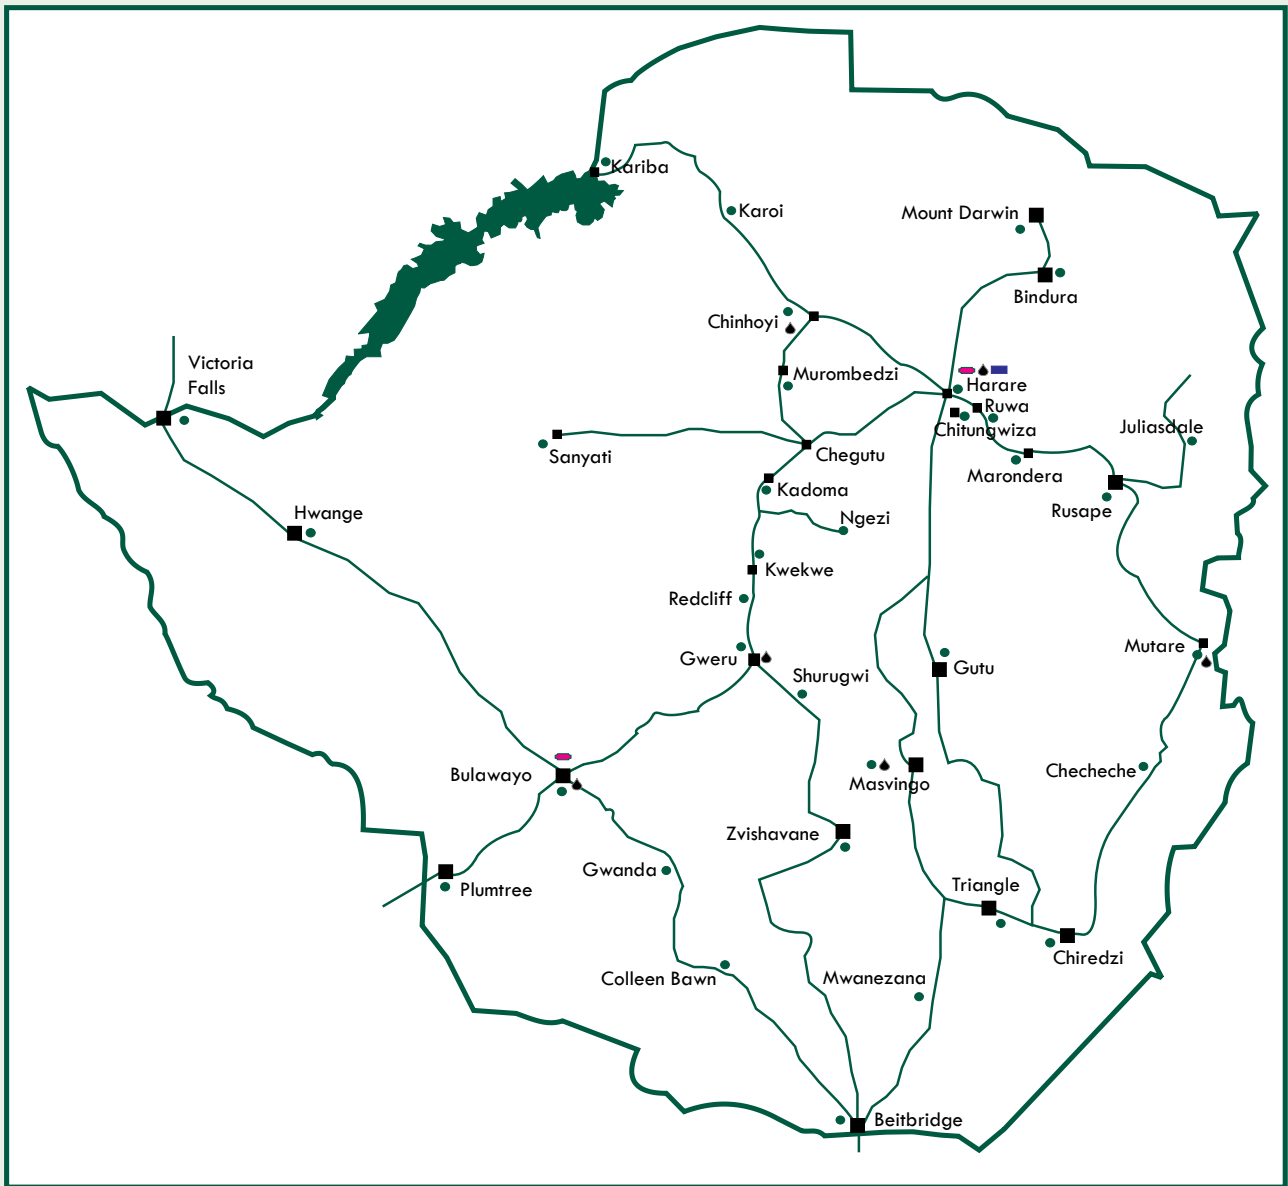 Kariba
Karoi
Mount Darwin
Bindura
Chinhoyi
Victoria
Falls
Murombedzi
Harare
Ruwa
Chitungwiza
Juliasdale
Sanyati
Chegutu
Marondera
Kadoma
Rusape
Hwange
Ngezi
Kwekwe
Redcliff
Mutare
Gweru
Gutu
Shurugwi
Bulawayo
Checheche
Masvingo
Zvishavane
Gwanda
Plumtree
Triangle
Chiredzi
Colleen Bawn
Mwanezana
Beitbridge